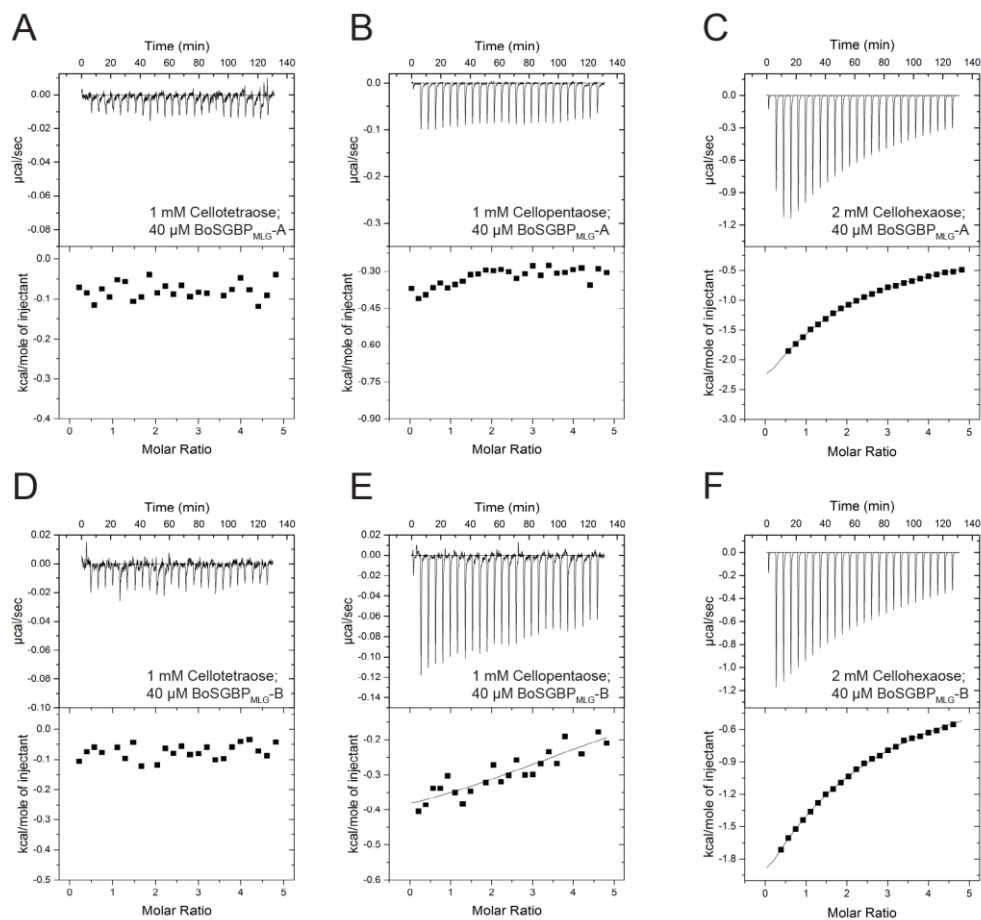 A
Time (min)
0 20 40 60 80 100 120 140
0.00
-0.02
-0.04
-0.06
-0.08
µcal/sec
1 mM Cellotetraose;
40 µM BoSGBPMLG-A
0.0
-0.1
-0.2
-0.3
-0.4
kcal/mole of injectant
0 1 2 3 4 5
Molar Ratio
B
Time (min)
0 20 40 60 80 100 120 140
0.0
-0.1
-0.2
-0.3
µcal/sec
1 mM Cellopentaose;
40 µM BoSGBPMLG-A
-0.30
-0.45
-0.60
-0.75
-0.90
kcal/mole of injectant
0 1 2 3 4 5
Molar Ratio
C
Time (min)
0 20 40 60 80 100 120 140
0.0
-0.3
-0.6
-0.9
-1.2
µcal/sec
2 mM Cellohexaose;
40 µM BoSGBPMLG-A
-0.5
-1.0
-1.5
-2.0
-2.5
-3.0
kcal/mole of injectant
0 1 2 3 4 5
Molar Ratio
D
Time (min)
0 20 40 60 80 100 120 140
0.02
0.00
-0.02
-0.04
-0.06
-0.08
-0.10
µcal/sec
1 mM Cellotetraose;
40 µM BoSGBPMLG-B
0.0
-0.1
-0.2
-0.3
-0.4
-0.5
kcal/mole of injectant
0 1 2 3 4 5
Molar Ratio
E
Time (min)
0 20 40 60 80 100 120 140
0.02
0.00
-0.02
-0.04
-0.06
-0.08
-0.10
-0.12
-0.14
µcal/sec
1 mM Cellopentaose;
40 µM BoSGBPMLG-B
-0.2
-0.3
-0.4
-0.5
-0.6
kcal/mole of injectant
0 1 2 3 4 5
Molar Ratio
F
Time (min)
0 20 40 60 80 100 120 140
0.0
-0.3
-0.6
-0.9
-1.2
µcal/sec
2 mM Cellohexaose;
40 µM BoSGBPMLG-B
-0.6
-0.9
-1.2
-1.5
-1.8
kcal/mole of injectant
0 1 2 3 4 5
Molar Ratio